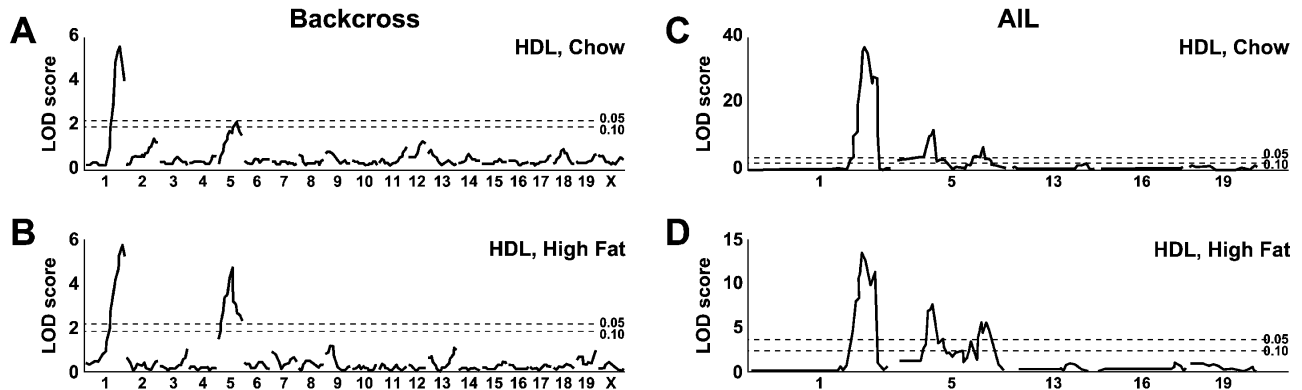 Backcross
AIL
A
HDL, Chow
LOD score
6
4
2
0
0.05
0.10
1 2 3 4 5 6 7 8 9 10 11 12 13 14 15 16 17 18 19 X
C
HDL, Chow
LOD score
40
20
0
0.05
0.10
1 5 13 16 19
B
HDL, High Fat
LOD score
6
4
2
0
0.05
0.10
1 2 3 4 5 6 7 8 9 10 11 12 13 14 15 16 17 18 19 X
D
HDL, High Fat
LOD score
15
10
5
0
0.05
0.10
1 5 13 16 19